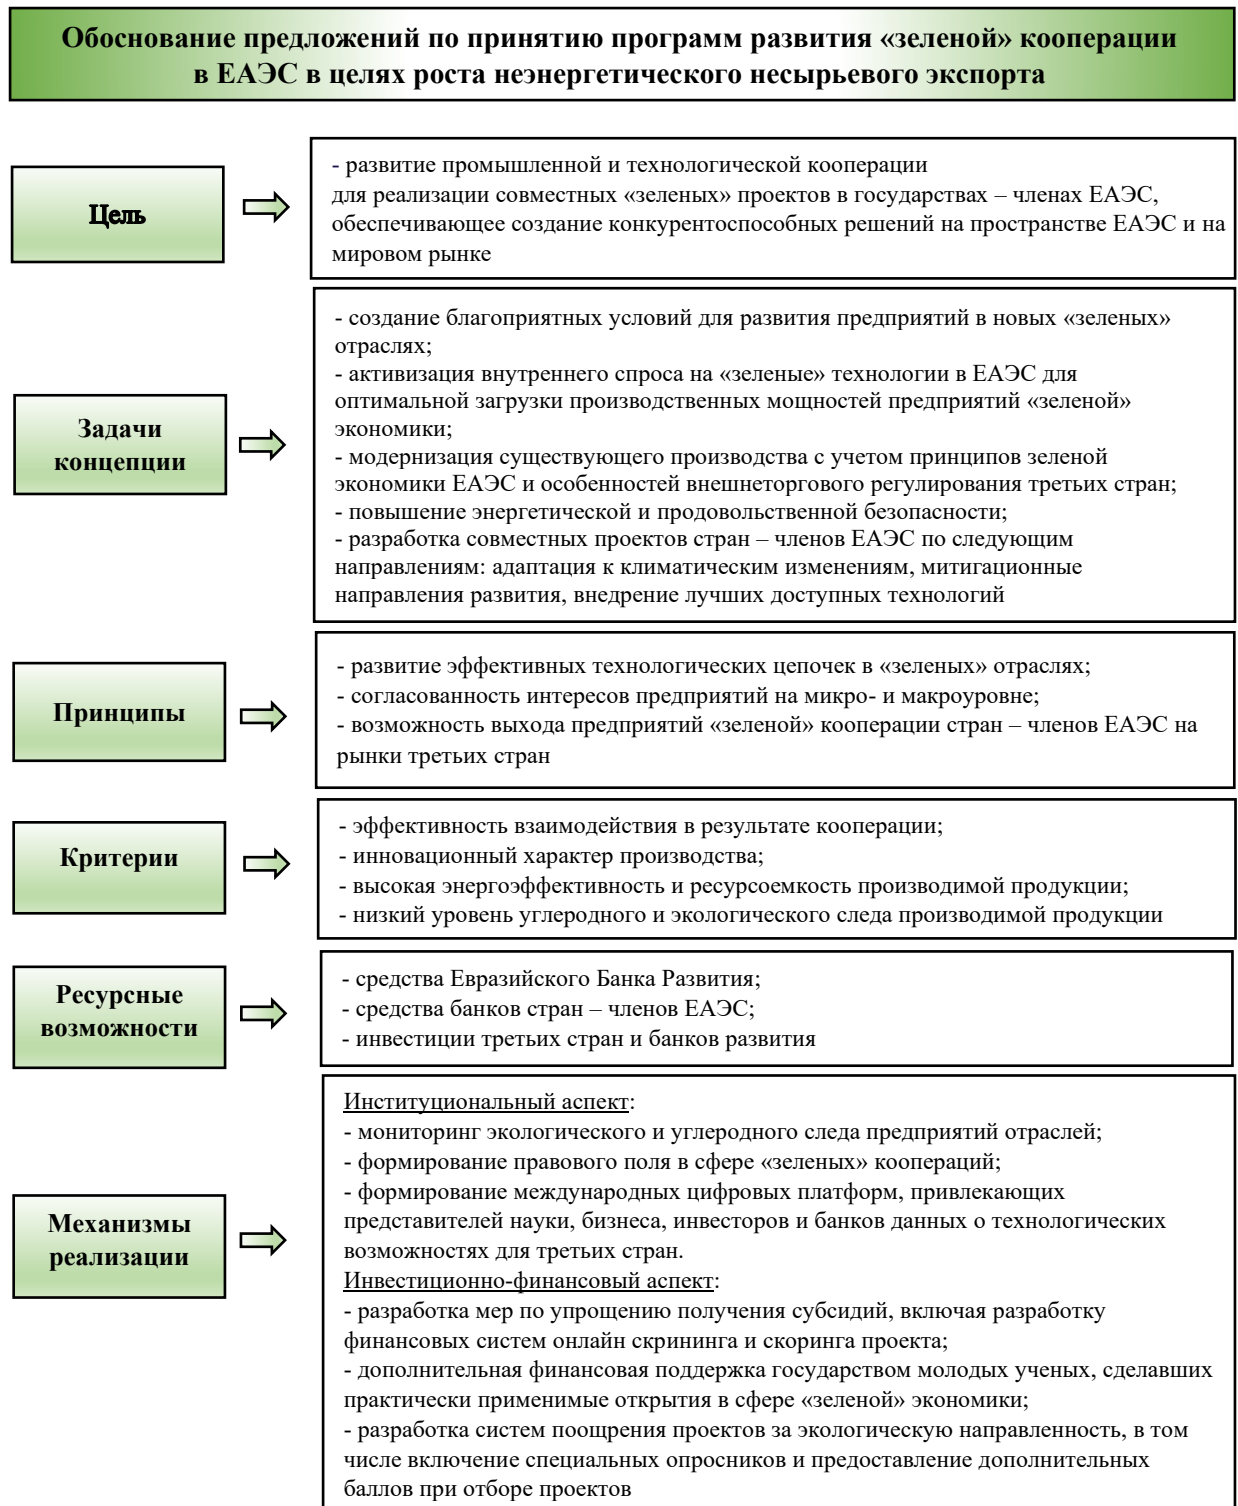 Обоснование предложений по принятию программ развития «зеленой» кооперации
в ЕАЭС в целях роста неэнергетического несырьевого экспорта
Цель
- развитие промышленной и технологической кооперации
для реализации совместных «зеленых» проектов в государствах – членах ЕАЭС,
обеспечивающее создание конкурентоспособных решений на пространстве ЕАЭС и на
мировом рынке
Задачи
концепции
- создание благоприятных условий для развития предприятий в новых «зеленых»
отраслях;
- активизация внутреннего спроса на «зеленые» технологии в ЕАЭС для
оптимальной загрузки производственных мощностей предприятий «зеленой»
экономики;
- модернизация существующего производства с учетом принципов зеленой
экономики ЕАЭС и особенностей внешнеторгового регулирования третьих стран;
- повышение энергетической и продовольственной безопасности;
- разработка совместных проектов стран – членов ЕАЭС по следующим
направлениям: адаптация к климатическим изменениям, митигационные
направления развития, внедрение лучших доступных технологий
Принципы
- развитие эффективных технологических цепочек в «зеленых» отраслях;
- согласованность интересов предприятий на микро- и макроуровне;
- возможность выхода предприятий «зеленой» кооперации стран – членов ЕАЭС на
рынки третьих стран
Критерии
- эффективность взаимодействия в результате кооперации;
- инновационный характер производства;
- высокая энергоэффективность и ресурсоемкость производимой продукции;
- низкий уровень углеродного и экологического следа производимой продукции
Ресурсные
возможности
- средства Евразийского Банка Развития;
- средства банков стран – членов ЕАЭС;
- инвестиции третьих стран и банков развития
Механизмы
реализации
Институциональный аспект:
- мониторинг экологического и углеродного следа предприятий отраслей;
- формирование правового поля в сфере «зеленых» коопераций;
- формирование международных цифровых платформ, привлекающих
представителей науки, бизнеса, инвесторов и банков данных о технологических
возможностях для третьих стран.
Инвестиционно-финансовый аспект:
- разработка мер по упрощению получения субсидий, включая разработку
финансовых систем онлайн скрининга и скоринга проекта;
- дополнительная финансовая поддержка государством молодых ученых, сделавших
практически применимые открытия в сфере «зеленой» экономики;
- разработка систем поощрения проектов за экологическую направленность, в том
числе включение специальных опросников и предоставление дополнительных
баллов при отборе проектов